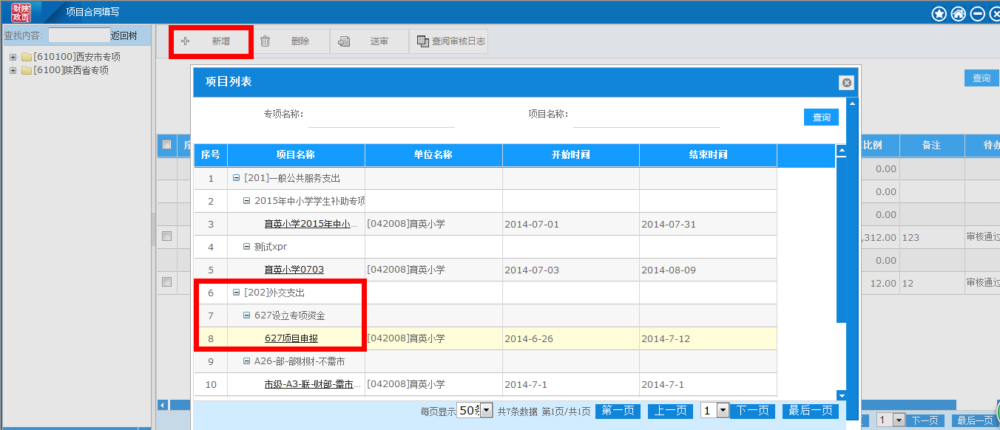 财陕
政西
项目合同填写
查找内容: 返回树
[610100]西安市专项
[6100]陕西省专项
新增 删除 送审 查阅审核日志
查询
项目列表
专项名称: 项目名称: 查询
序号 项目名称 单位名称 开始时间 结束时间
1 [201]一般公共服务支出
2 2015年中小学学生补助专项
3 育英小学2015年中小... [042008]育英小学 2014-07-01 2014-07-31
4 测试xpr
5 育英小学0703 [042008]育英小学 2014-07-03 2014-08-09
6 [202]外交支出
7 627设立专项资金
8 627项目申报 [042008]育英小学 2014-6-26 2014-7-12
9 A26-部-部财财-不需市
10 市级-A3-联-财部-需市... [042008]育英小学 2014-7-1 2014-7-1
每页显示 50条 共7条数据 第1页/共1页 第一页 上一页 1 下一页 最后一页
比例 备注 待办
0.00
0.00
0.00
,312.00 123 审核通过
0.00
12.00 12 审核通过
1 下一页 最后一页